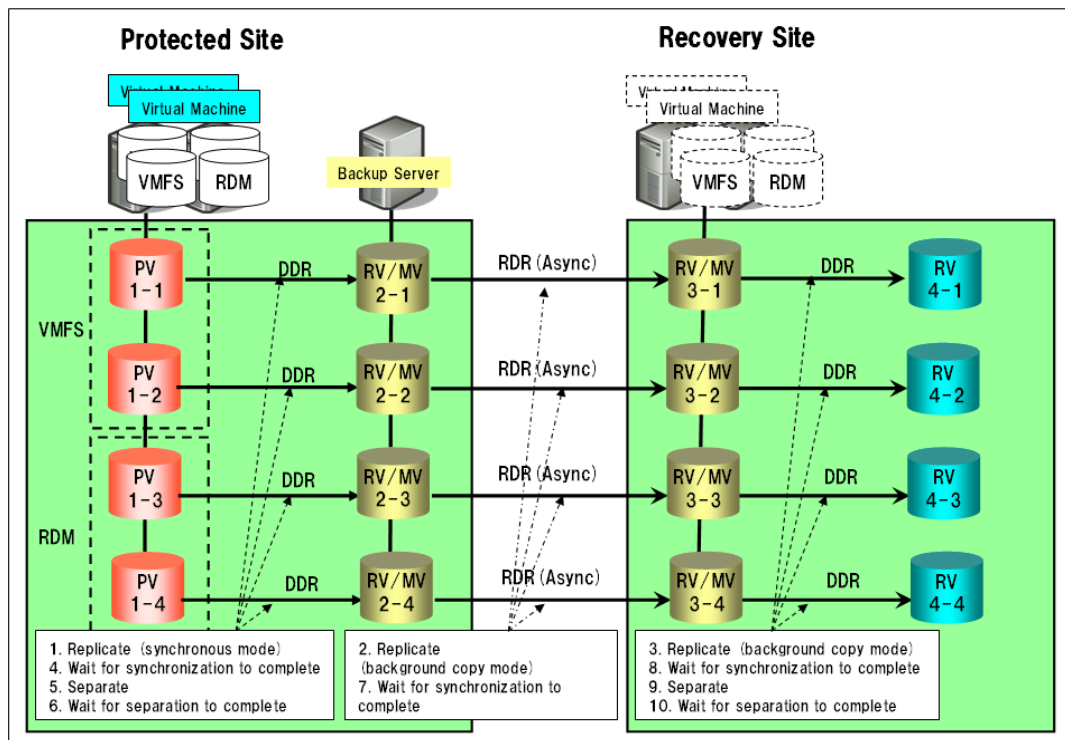 Protected Site
Recovery Site
Virtual Machine
Virtual Machine
VMFS
RDM
Backup Server
Virtual Machine
Virtual Machine
VMFS
RDM
VMFS
PV
1-1
DDR
RV/MV
2-1
RDR(Async)
RV/MV
3-1
DDR
RV
4-1
PV
1-2
DDR
RV/MV
2-2
RDR(Async)
RV/MV
3-2
DDR
RV
4-2
RDM
PV
1-3
DDR
RV/MV
2-3
RDR(Async)
RV/MV
3-3
DDR
RV
4-3
PV
1-4
DDR
RV/MV
2-4
RDR(Async)
RV/MV
3-4
DDR
RV
4-4
1. Replicate (synchronous mode)
4. Wait for synchronization to complete
5. Separate
6. Wait for separation to complete
2. Replicate
(background copy mode)
7. Wait for synchronization to
complete
3. Replicate (background copy mode)
8. Wait for synchronization to complete
9. Separate
10. Wait for separation to complete